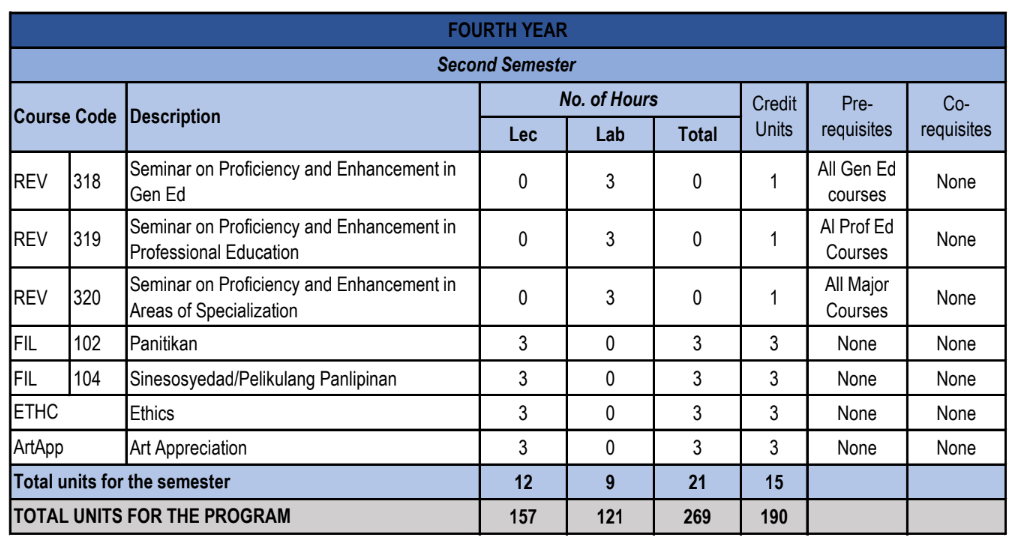 FOURTH YEAR
Second Semester
Course Code Description No. of Hours Credit Units Pre-requisites Co-requisites
Lec Lab Total
REV 318 Seminar on Proficiency and Enhancement in Gen Ed 0 3 0 1 All Gen Ed courses None
REV 319 Seminar on Proficiency and Enhancement in Professional Education 0 3 0 1 Al Prof Ed Courses None
REV 320 Seminar on Proficiency and Enhancement in Areas of Specialization 0 3 0 1 All Major Courses None
FIL 102 Panitikan 3 0 3 3 None None
FIL 104 Sinesosyedad/Pelikulang Panlipinan 3 0 3 3 None None
ETHC Ethics 3 0 3 3 None None
ArtApp Art Appreciation 3 0 3 3 None None
Total units for the semester 12 9 21 15
TOTAL UNITS FOR THE PROGRAM 157 121 269 190